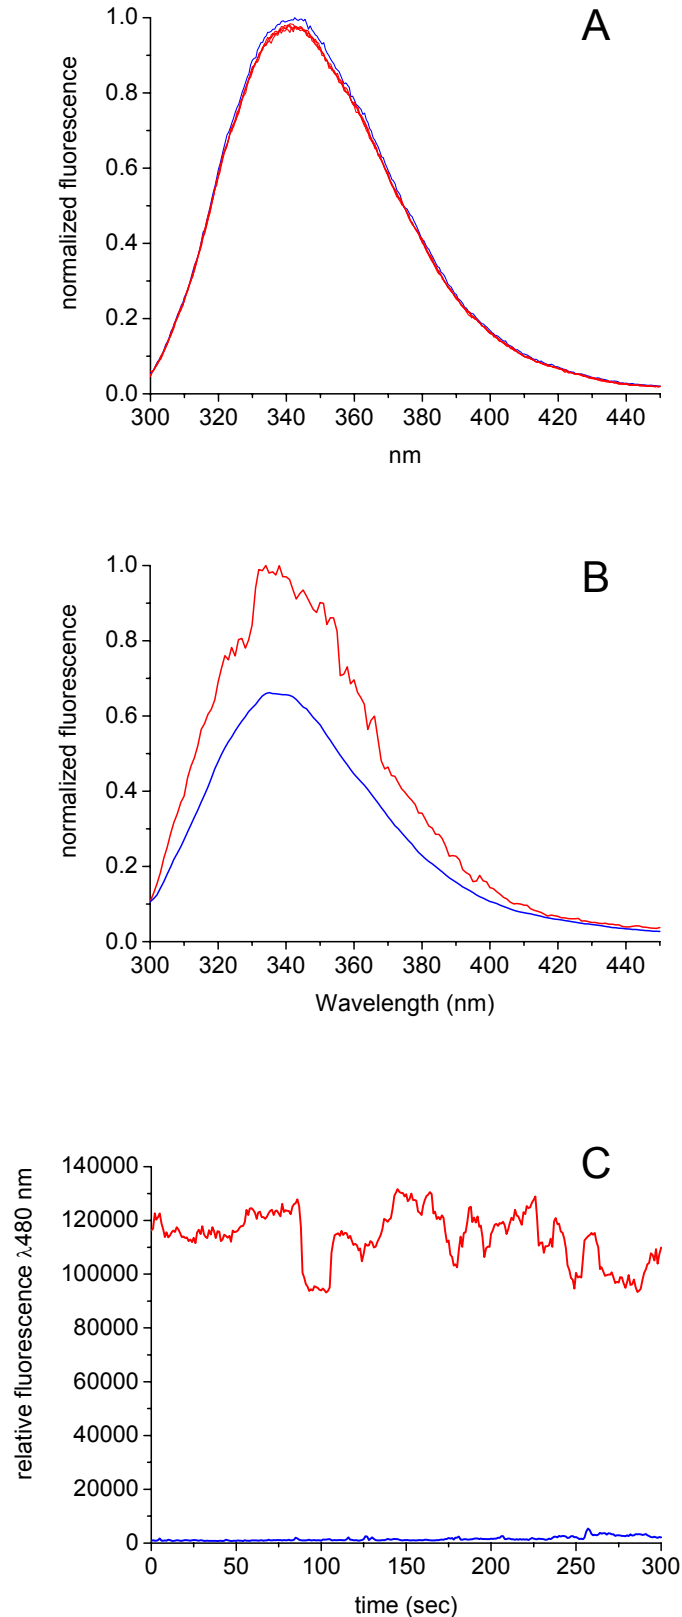 A
1.0
0.8
0.6
0.4
0.2
0.0
normalized fluorescence
300 320 340 360 380 400 420 440
nm
B
1.0
0.8
0.6
0.4
0.2
0.0
normalized fluorescence
300 320 340 360 380 400 420 440
Wavelength (nm)
C
140000
120000
100000
80000
60000
40000
20000
0
relative fluorescence λ480 nm
0 50 100 150 200 250 300
time (sec)